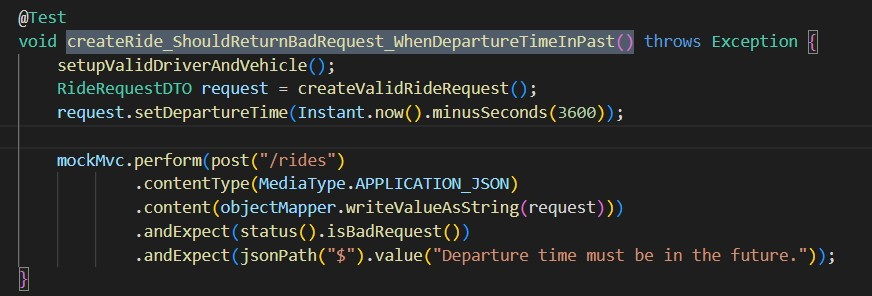 @Test
void createRide_ShouldReturnBadRequest_WhenDepartureTimeInPast() throws Exception {
    setupValidDriverAndVehicle();
    RideRequestDTO request = createValidRideRequest();
    request.setDepartureTime(Instant.now().minusSeconds(3600));

    mockMvc.perform(post("/rides")
            .contentType(MediaType.APPLICATION_JSON)
            .content(objectMapper.writeValueAsString(request)))
            .andExpect(status().isBadRequest())
            .andExpect(jsonPath("$").value("Departure time must be in the future."));
}